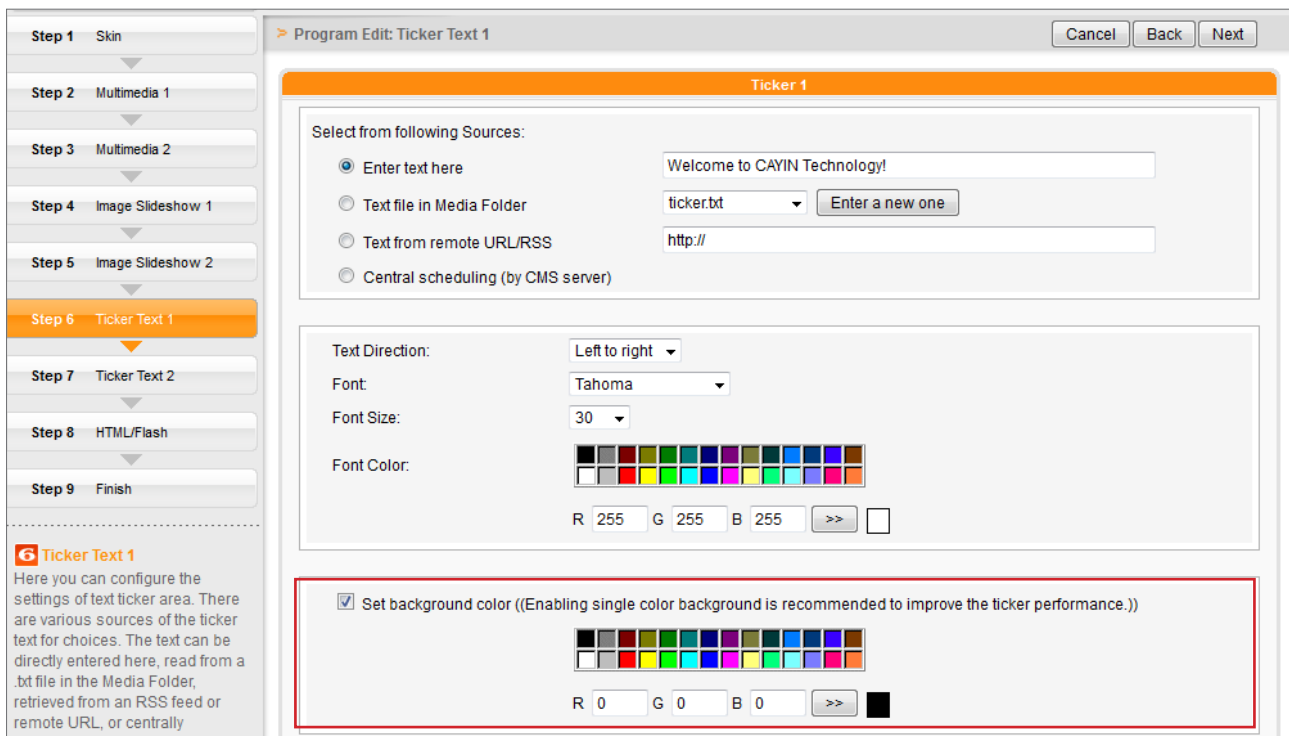 Step 1 Skin
Step 2 Multimedia 1
Step 3 Multimedia 2
Step 4 Image Slideshow 1
Step 5 Image Slideshow 2
Step 6 Ticker Text 1
Step 7 Ticker Text 2
Step 8 HTML/Flash
Step 9 Finish
6 Ticker Text 1
Here you can configure the
settings of text ticker area. There
are various sources of the ticker
text for choices. The text can be
directly entered here, read from a
.txt file in the Media Folder,
retrieved from an RSS feed or
remote URL, or centrally
Program Edit: Ticker Text 1
Cancel Back Next
Ticker 1
Select from following Sources:
Enter text here Welcome to CAYIN Technology!
Text file in Media Folder ticker.txt Enter a new one
Text from remote URL/RSS http://
Central scheduling (by CMS server)
Text Direction: Left to right
Font: Tahoma
Font Size: 30
Font Color:
R 255 G 255 B 255 >>
Set background color ((Enabling single color background is recommended to improve the ticker performance.))
R 0 G 0 B 0 >>